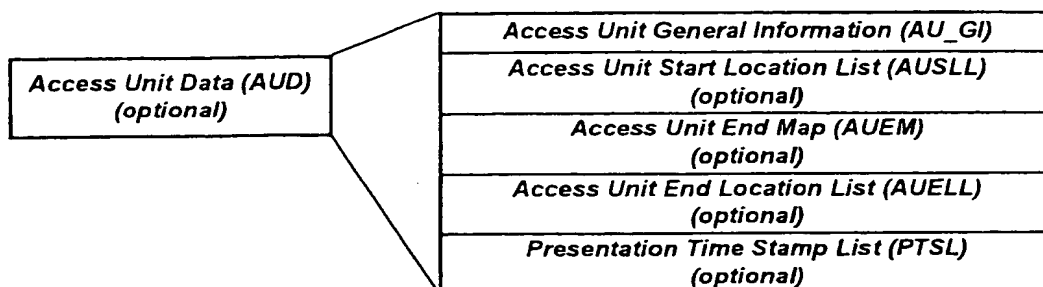 Access Unit Data (AUD)
(optional)
Access Unit General Information (AU_GI)
Access Unit Start Location List (AUSLL)
(optional)
Access Unit End Map (AUEM)
(optional)
Access Unit End Location List (AUELL)
(optional)
Presentation Time Stamp List (PTSL)
(optional)